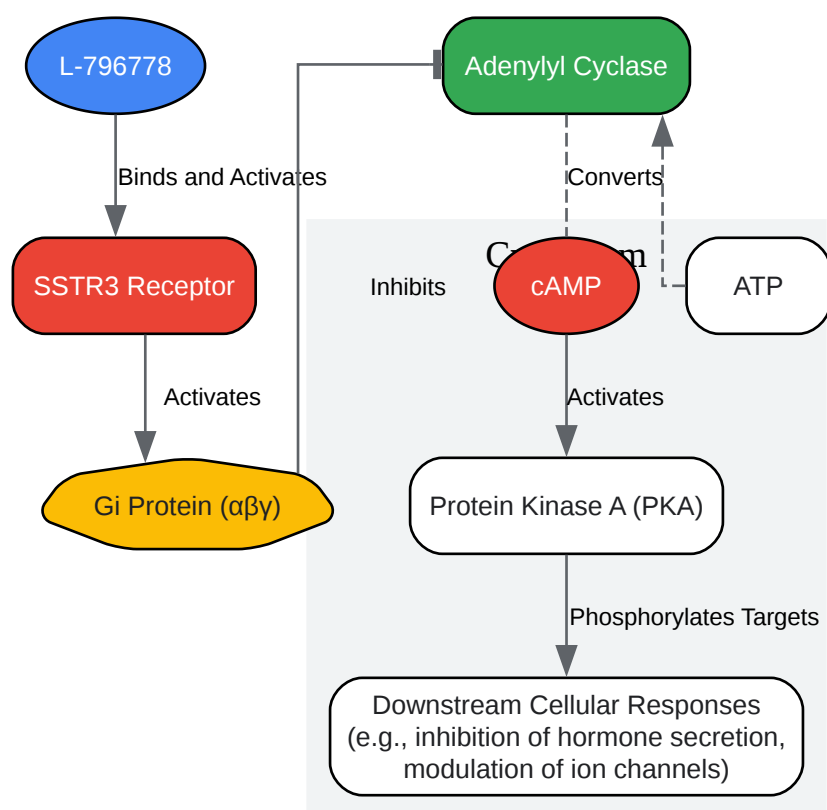 L-796778
Adenylyl Cyclase
Binds and Activates
Converts
SSTR3 Receptor
Inhibits
cAMP
ATP
Activates
Activates
Gi Protein (αβγ)
Protein Kinase A (PKA)
Phosphorylates Targets
Downstream Cellular Responses
(e.g., inhibition of hormone secretion,
modulation of ion channels)